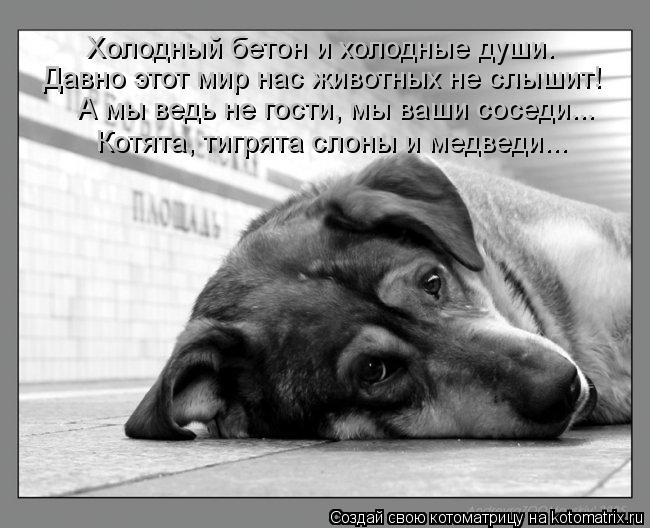 Холодный бетон и холодные души.
Давно этот мир нас животных не слышит!
А мы ведь не гости, мы ваши соседи...
Котята, тигрята слоны и медведи...
ПРЕОБРАЖЕНСКАЯ
ПЛОЩАДЬ
Создай свою котоматрицу на kotomatrix.ru